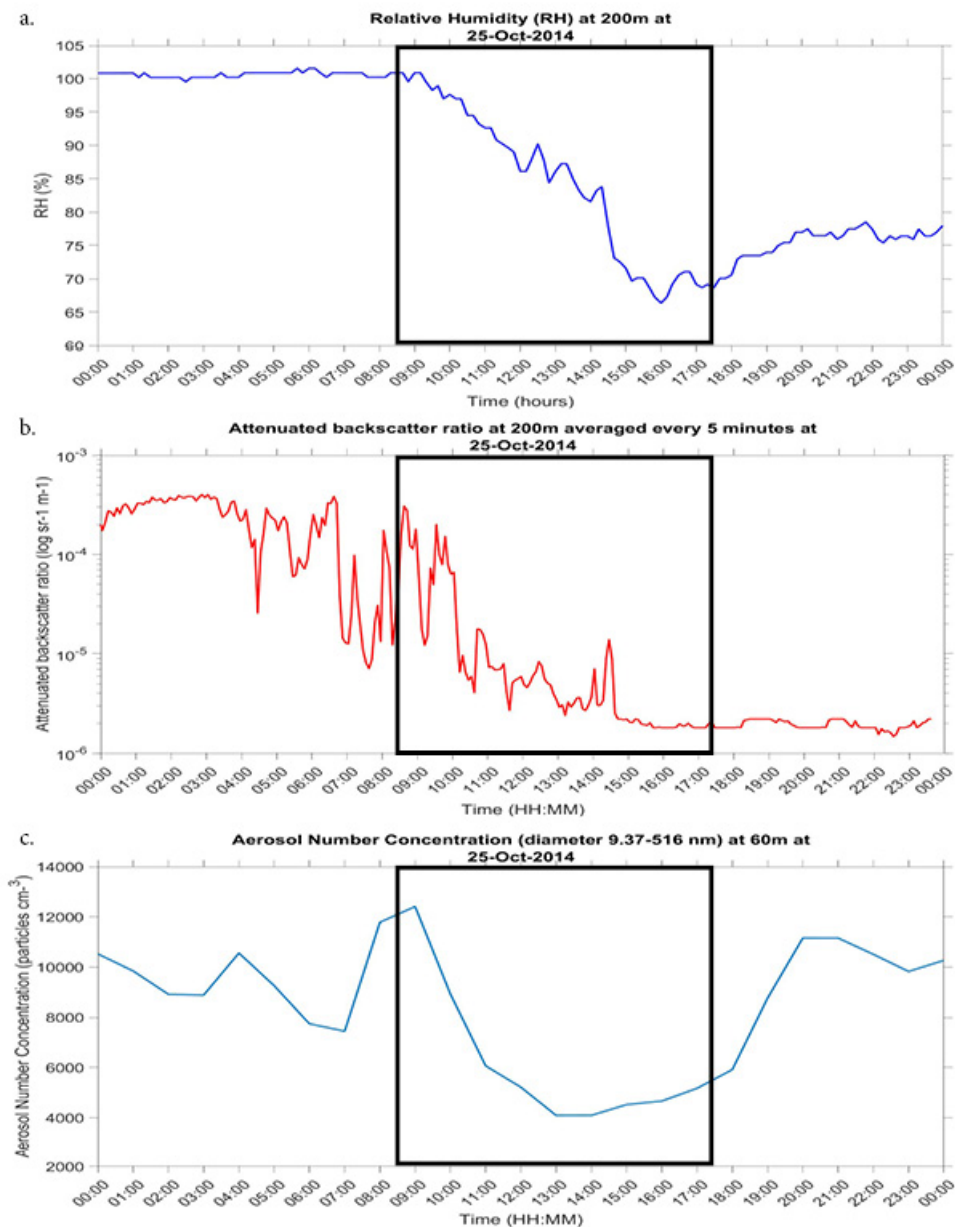 a.
Relative Humidity (RH) at 200m at
25-Oct-2014
105
100
95
90
85
80
75
70
65
60
RH (%)
00:00 01:00 02:00 03:00 04:00 05:00 06:00 07:00 08:00 09:00 10:00 11:00 12:00 13:00 14:00 15:00 16:00 17:00 18:00 19:00 20:00 21:00 22:00 23:00 00:00
Time (hours)
b.
Attenuated backscatter ratio at 200m averaged every 5 minutes at
25-Oct-2014
10-3
10-4
10-5
10-6
Attenuated backscatter ratio (log sr-1 m-1)
00:00 01:00 02:00 03:00 04:00 05:00 06:00 07:00 08:00 09:00 10:00 11:00 12:00 13:00 14:00 15:00 16:00 17:00 18:00 19:00 20:00 21:00 22:00 23:00 00:00
Time (HH:MM)
c.
Aerosol Number Concentration (diameter 9.37-516 nm) at 60m at
25-Oct-2014
14000
12000
10000
8000
6000
4000
2000
Aerosol Number Concentration (particles cm-3)
00:00 01:00 02:00 03:00 04:00 05:00 06:00 07:00 08:00 09:00 10:00 11:00 12:00 13:00 14:00 15:00 16:00 17:00 18:00 19:00 20:00 21:00 22:00 23:00 00:00
Time (HH:MM)